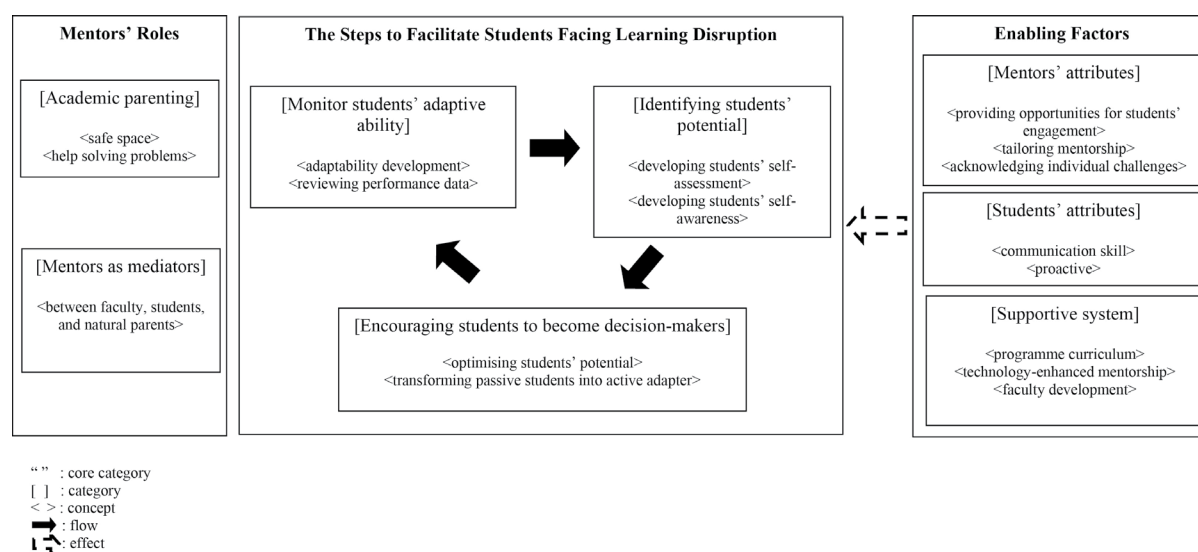 Mentors’ Roles
[Academic parenting]
<safe space>
<help solving problems>
[Mentors as mediators]
<between faculty, students,
and natural parents>
The Steps to Facilitate Students Facing Learning Disruption
[Monitor students’ adaptive
ability]
<adaptability development>
<reviewing performance data>
[Identifying students’
potential]
<developing students’ self-
assessment>
<developing students’ self-
awareness>
[Encouraging students to become decision-makers]
<optimising students’ potential>
<transforming passive students into active adapter>
Enabling Factors
[Mentors’ attributes]
<providing opportunities for students’
engagement>
<tailoring mentorship>
<acknowledging individual challenges>
[Students’ attributes]
<communication skill>
<proactive>
[Supportive system]
<programme curriculum>
<technology-enhanced mentorship>
<faculty development>
“ ” : core category
[ ] : category
< > : concept
: flow
: effect